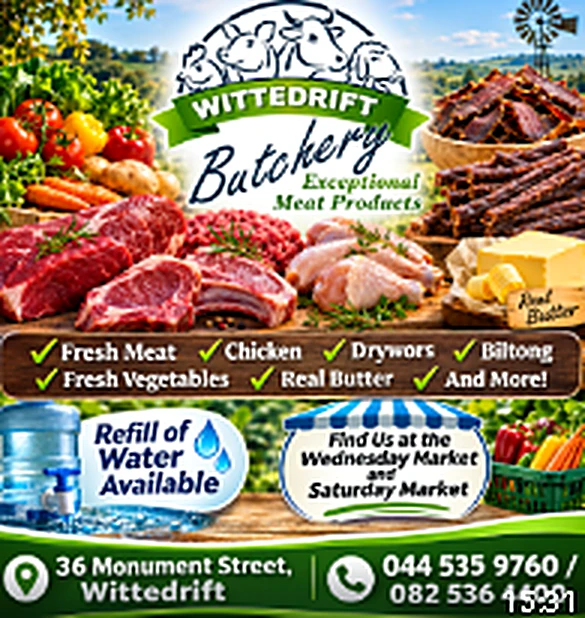 WITTEDRIFT
Butchery
Exceptional
Meat Products
Real
Butter
Fresh Meat
Chicken
Drywors
Biltong
Fresh Vegetables
Real Butter
And More!
Refill of
Water
Available
Find Us at the
Wednesday Market
and
Saturday Market
36 Monument Street,
Wittedrift
044 535 9760 /
082 536
15:31